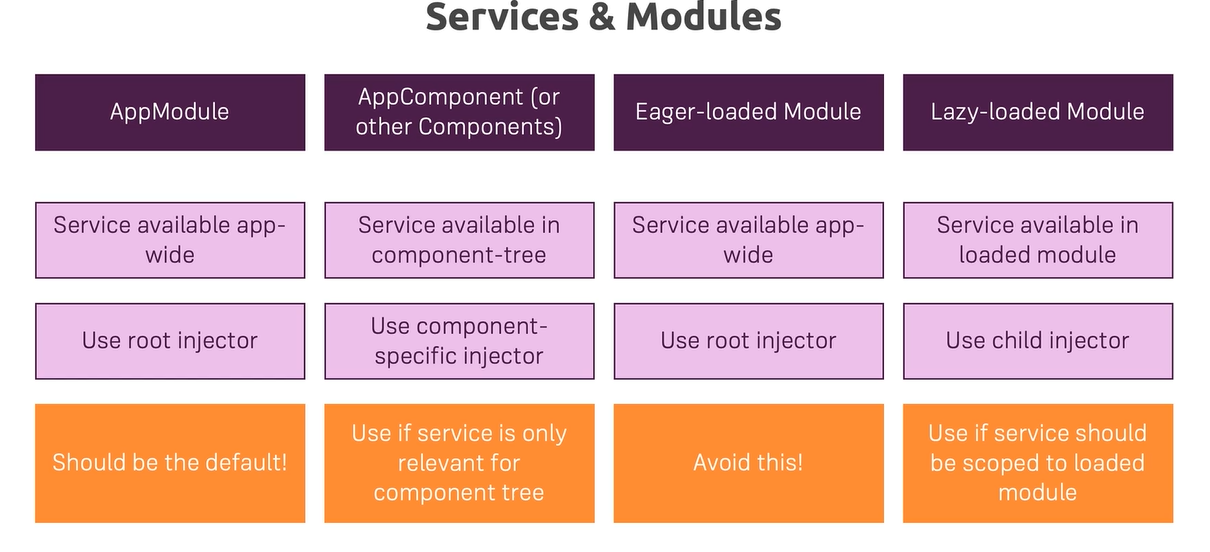 Services & Modules
AppModule
AppComponent (or
other Components)
Eager-loaded Module
Lazy-loaded Module
Service available app-
wide
Service available in
component-tree
Service available app-
wide
Service available in
loaded module
Use root injector
Use component-
specific injector
Use root injector
Use child injector
Should be the default!
Use if service is only
relevant for
component tree
Avoid this!
Use if service should
be scoped to loaded
module